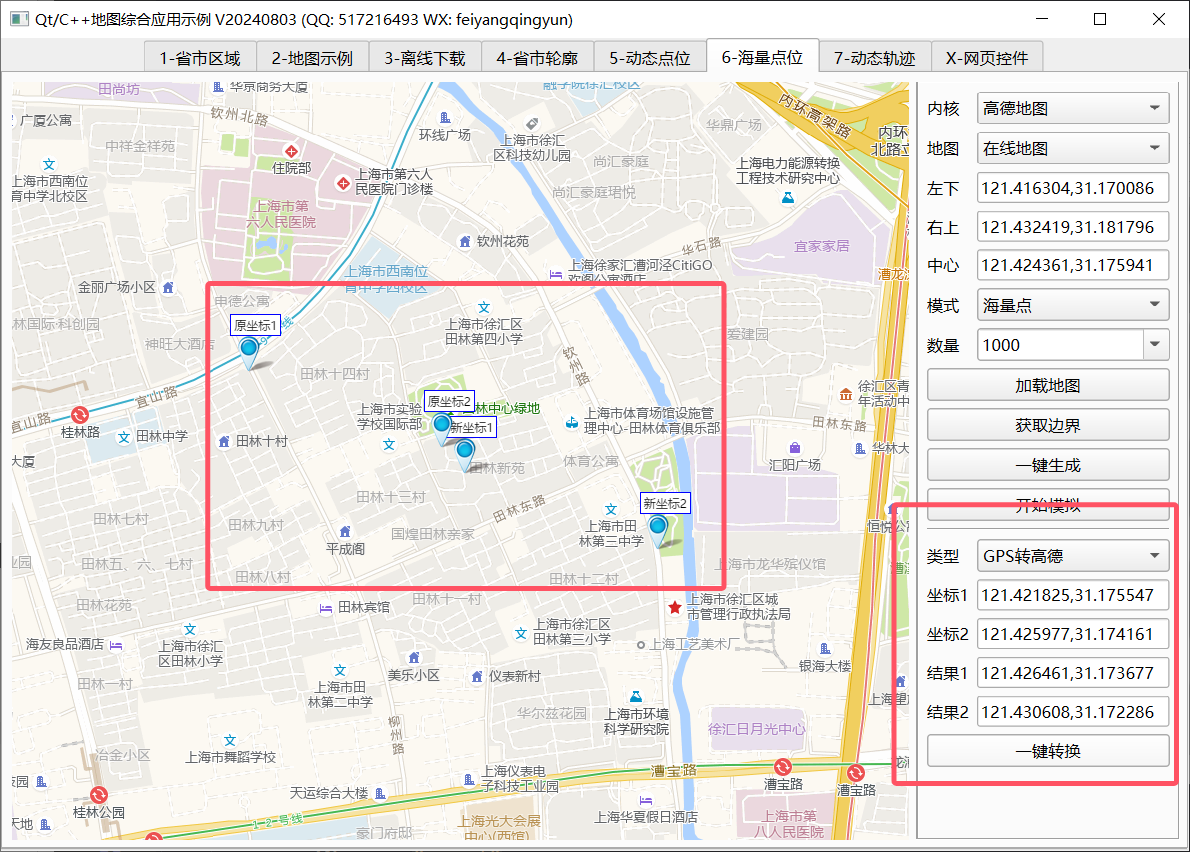 Qt/C++地图综合应用示例 V20240803 (QQ: 517216493 WX: feiyangqingyun)
1-省市区域
2-地图示例
3-离线下载
4-省市轮廓
5-动态点位
6-海量点位
7-动态轨迹
X-网页控件
田尚坊
华京商务大厦
融学院徐汇校区
广厦公寓
钦州北路
环线广场
上海市徐汇
区科技幼儿园
华鼎广场
内环高架路
内环
北路立
中祥金祥苑
住院部
上海市第六人
民医院门诊楼
尚汇豪庭
上海电力能源转换
工程技术研究中心
上海市西南位
育中学北校区
尚汇豪庭珺悦
上海市第
六人民医院
钦州花苑
华石路
宜家家居
上海市西南位
育中学西校区
上海徐家汇漕河泾CitiGO
欢阁公寓酒店
漕龙
金丽广场小区
申德公寓
林国际·科创园
原坐标1
9号线
神旺大酒店
上海市徐汇区
田林第四小学
爱建园
钦州路
田林十四村
宜山路
宜山路
桂林路
田林中学
田林十村
上海市实验
学校国际部
原坐标2
田林中心绿地
新坐标1
上海市体育场馆设施管
理中心-田林体育俱乐部
徐汇区青
年活动中
田林东路
大厦
田林新苑
体育公寓
汇阳广场
华林大
田林十三村
田林东路
新坐标2
田林七村
田林九村
国煌田林亲家
上海市田
林第三中学
恒悦公
平成阁
业园
田林五、六、七村
田林八村
田林十二村
上海市龙华殡仪馆
漕
田林花苑
田林宾馆
田林十一村
上海市徐汇区城
市管理行政执法局
海友良品酒店
上海市徐汇
区田林小学
上海市徐汇区
田林第三小学
上海工艺美术厂
银海大楼
田林一村
上海市田
林第二中学
美乐小区
仪表新村
上海望
柳州路
华尔兹花园
上海市环境
科学研究院
徐汇日月光中心
冶金小区
上海市舞蹈学校
漕宝路
上海仪表电
子科技工业园
漕宝路
漕宝路
天运综合大楼
桂林公园
上海华夏假日酒店
12号线
豪门府邸
上海光大会展
中心(西馆)
上海市第
八人民医院
内核
高德地图
地图
在线地图
左下
121.416304,31.170086
右上
121.432419,31.181796
中心
121.424361,31.175941
模式
海量点
数量
1000
加载地图
获取边界
一键生成
开始模拟
类型
GPS转高德
坐标1
121.421825,31.175547
坐标2
121.425977,31.174161
结果1
121.426461,31.173677
结果2
121.430608,31.172286
一键转换